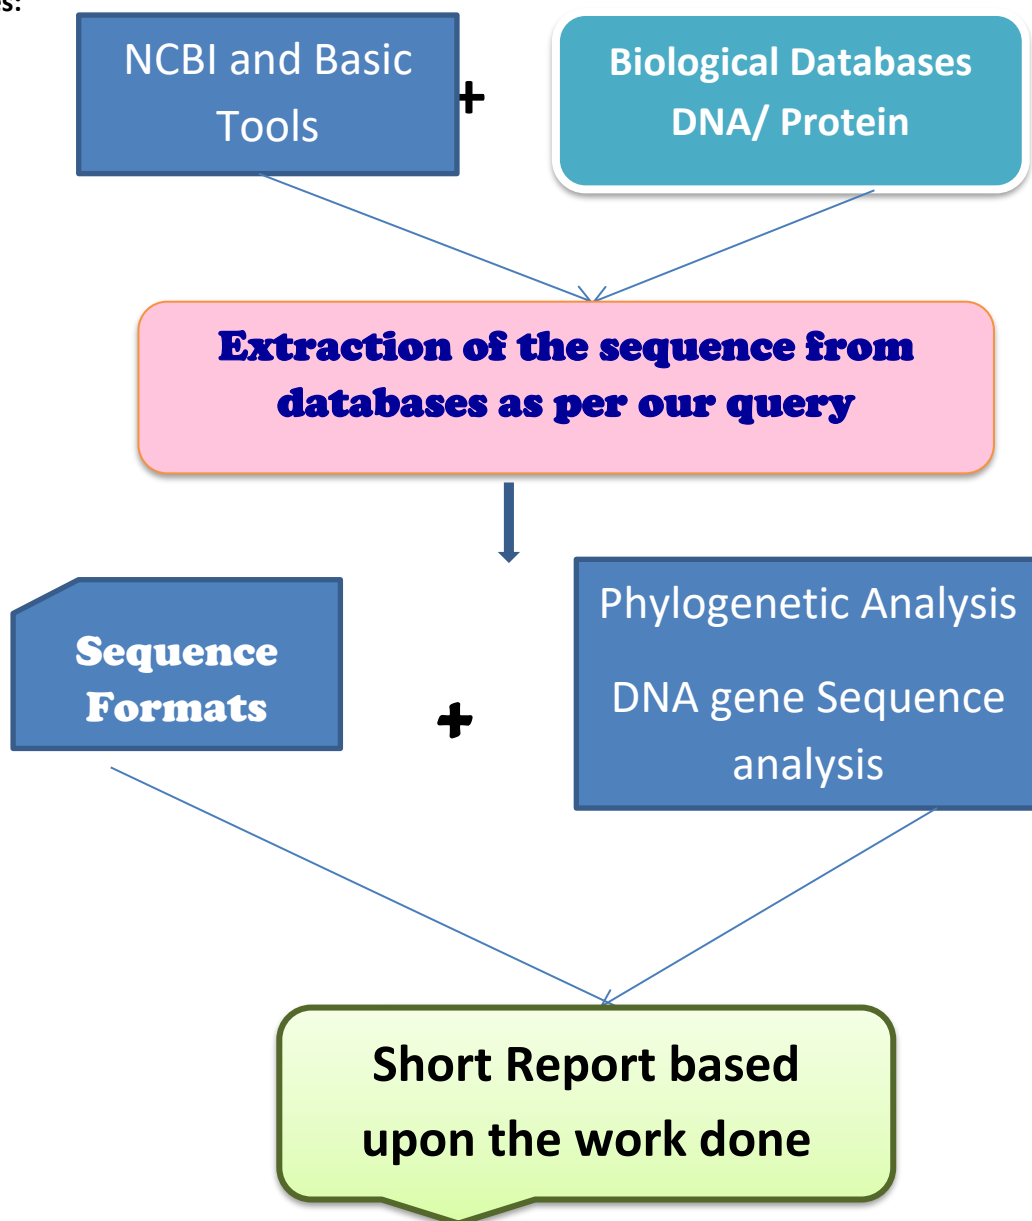 es:
NCBI and Basic
Tools
+
Biological Databases
DNA/ Protein
Extraction of the sequence from
databases as per our query
Sequence
Formats
+
Phylogenetic Analysis
DNA gene Sequence
analysis
Short Report based
upon the work done